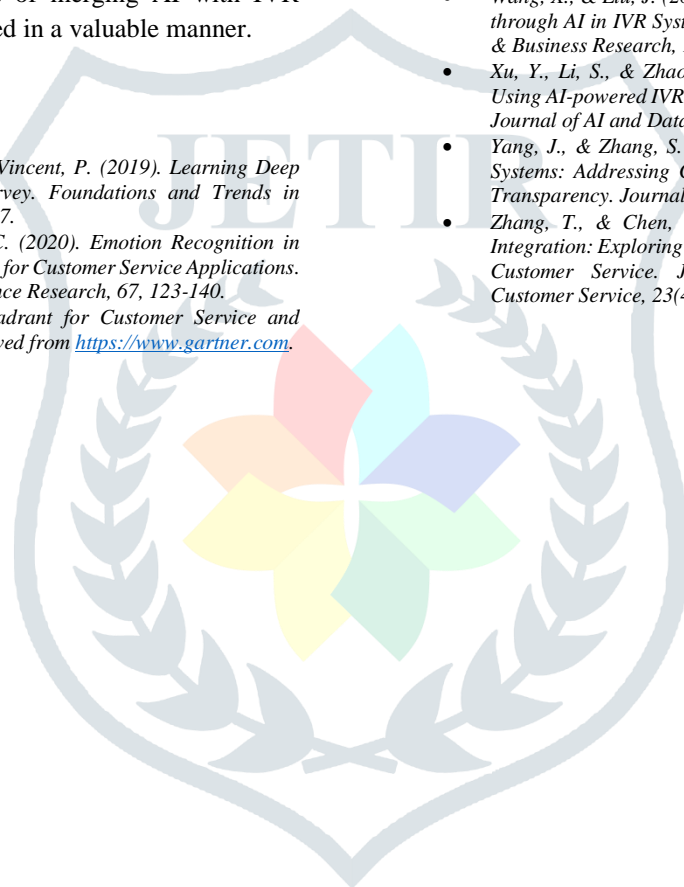 of merging AI with IVR
ed in a valuable manner.
Vincent, P. (2019). Learning Deep
rvey. Foundations and Trends in
7.
C. (2020). Emotion Recognition in
for Customer Service Applications.
nce Research, 67, 123-140.
adrant for Customer Service and
ved from https://www.gartner.com.
• Wang, X., & Liu, J. (20
through AI in IVR Syst
& Business Research,
• Xu, Y., Li, S., & Zhao
Using AI-powered IVR
Journal of AI and Data
• Yang, J., & Zhang, S.
Systems: Addressing
Transparency. Journal
• Zhang, T., & Chen,
Integration: Exploring
Customer Service. J
Customer Service, 23(4
JETIR